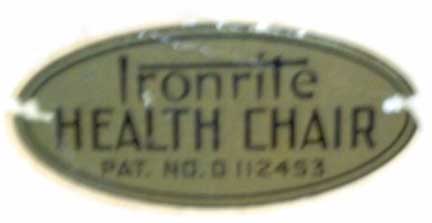 Ironrite
HEALTH CHAIR
PAT. NO. D 112453